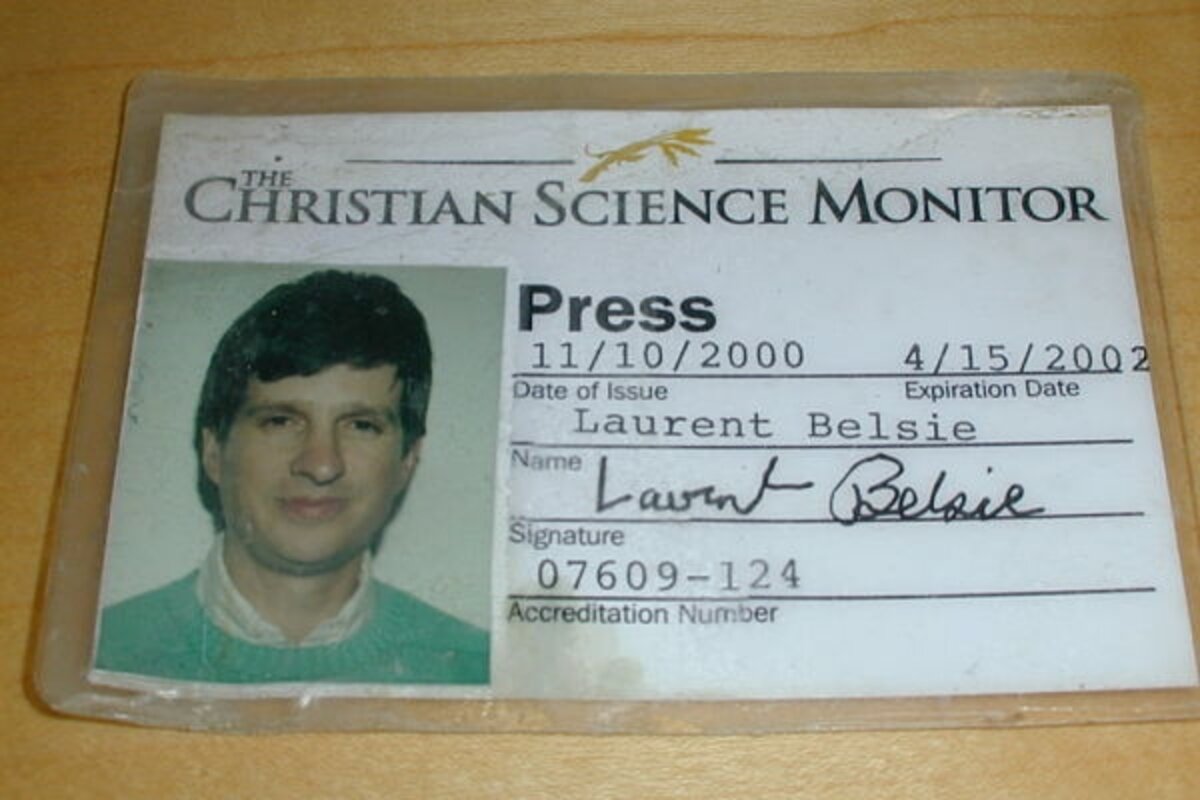 THE
CHRISTIAN SCIENCE MONITOR
Press
11/10/2000 4/15/2002
Date of Issue Expiration Date
Laurent Belsie
Name
Laurent Belsie
Signature
07609-124
Accreditation Number